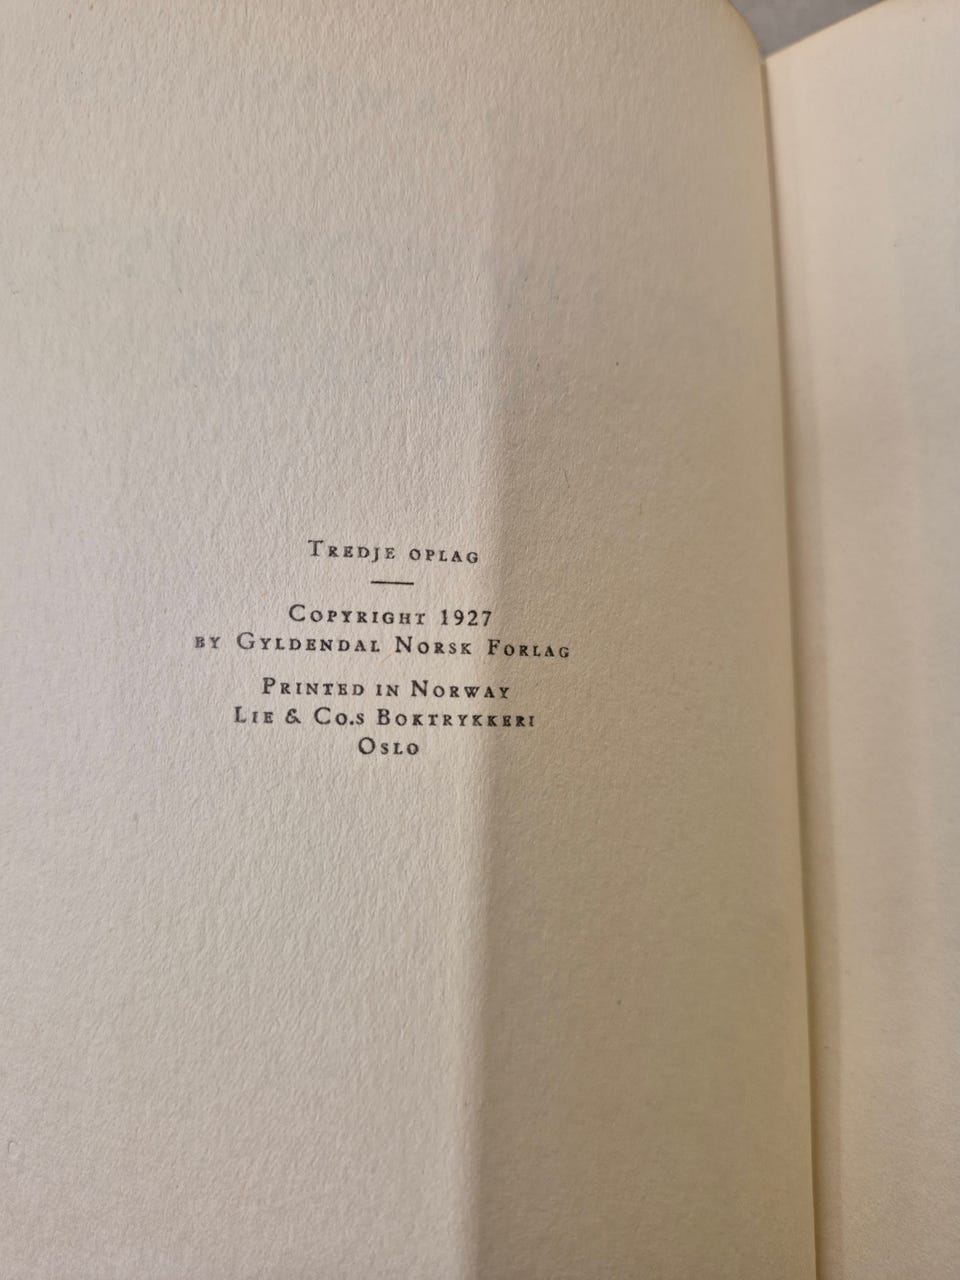 Tredje oplag
Copyright 1927
by Gyldendal Norsk Forlag
Printed in Norway
Lie & Co.s Boktrykkeri
Oslo